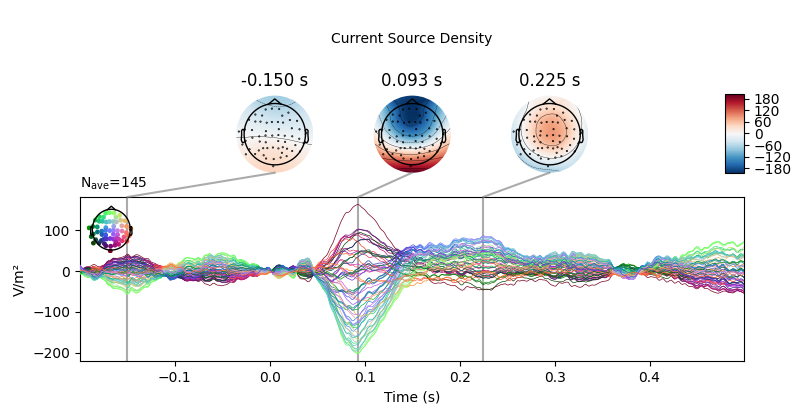 Current Source Density
-0.150 s 0.093 s 0.225 s
180
120
60
0
−60
−120
−180
Nave=145
100
0
−100
−200
V/m²
−0.1 0.0 0.1 0.2 0.3 0.4
Time (s)